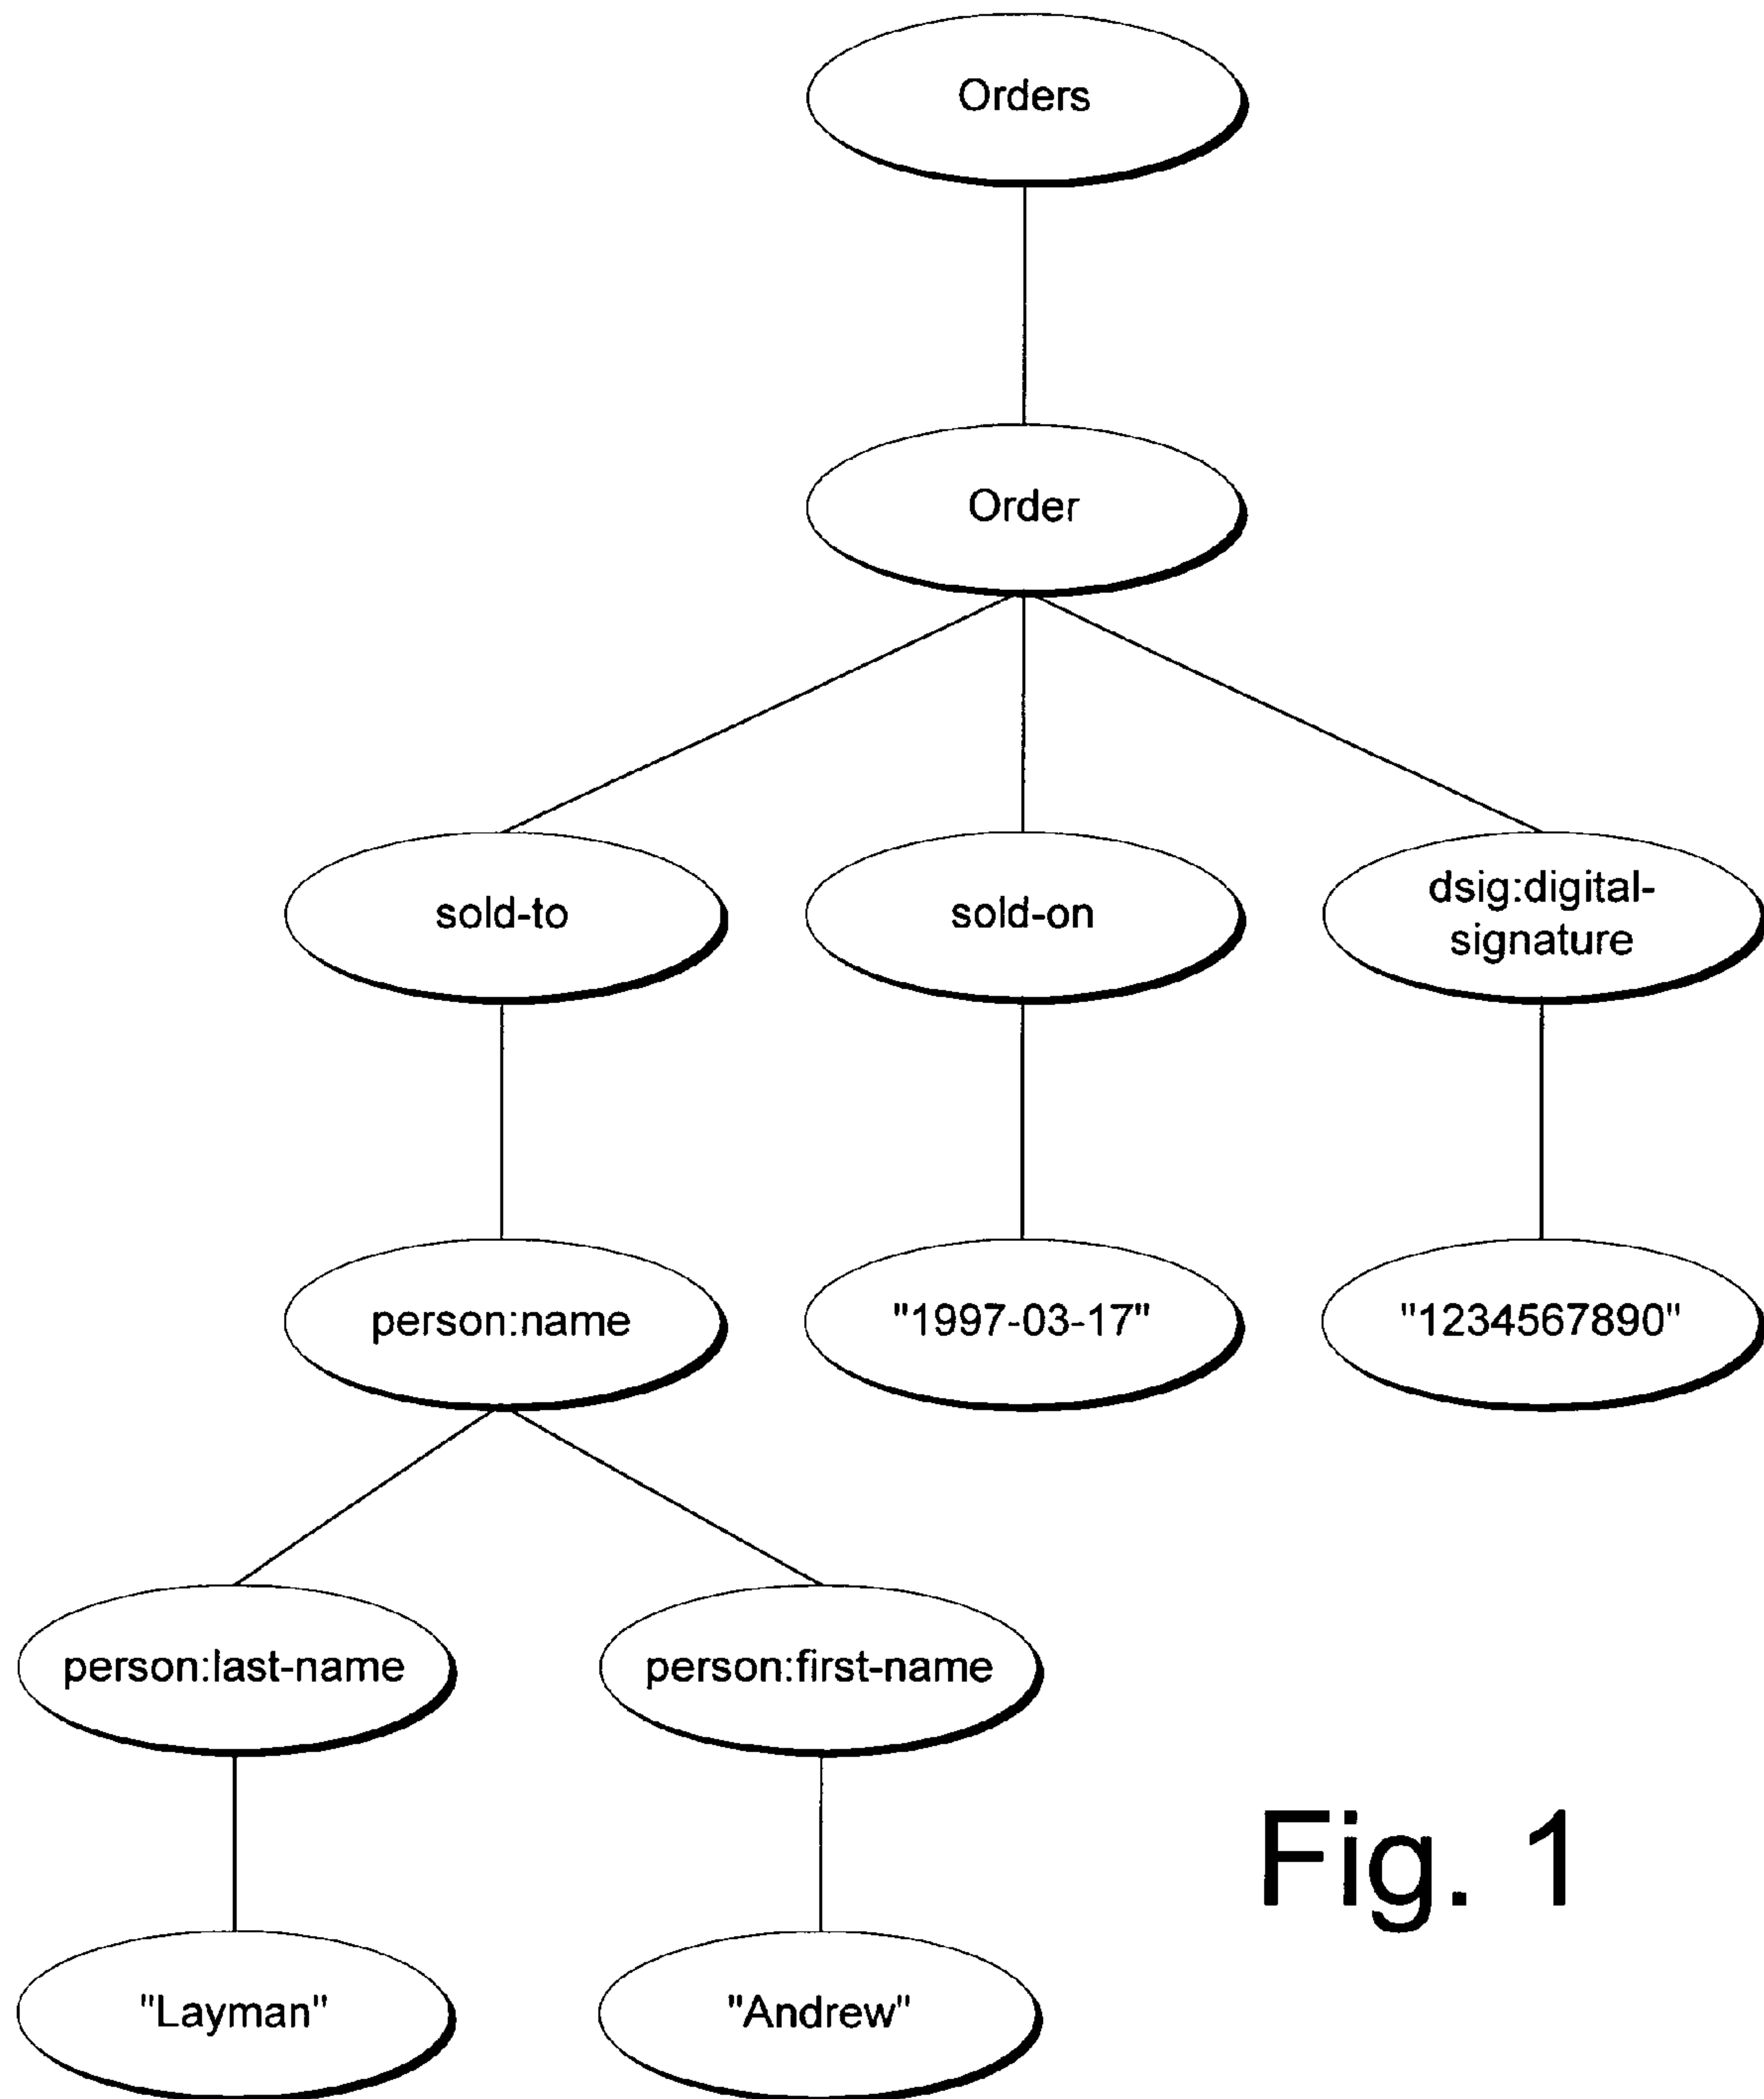 Orders
Order
sold-to
sold-on
dsig:digital-
signature
person:name
"1997-03-17"
"1234567890"
person:last-name
person:first-name
"Layman"
"Andrew"
Fig. 1